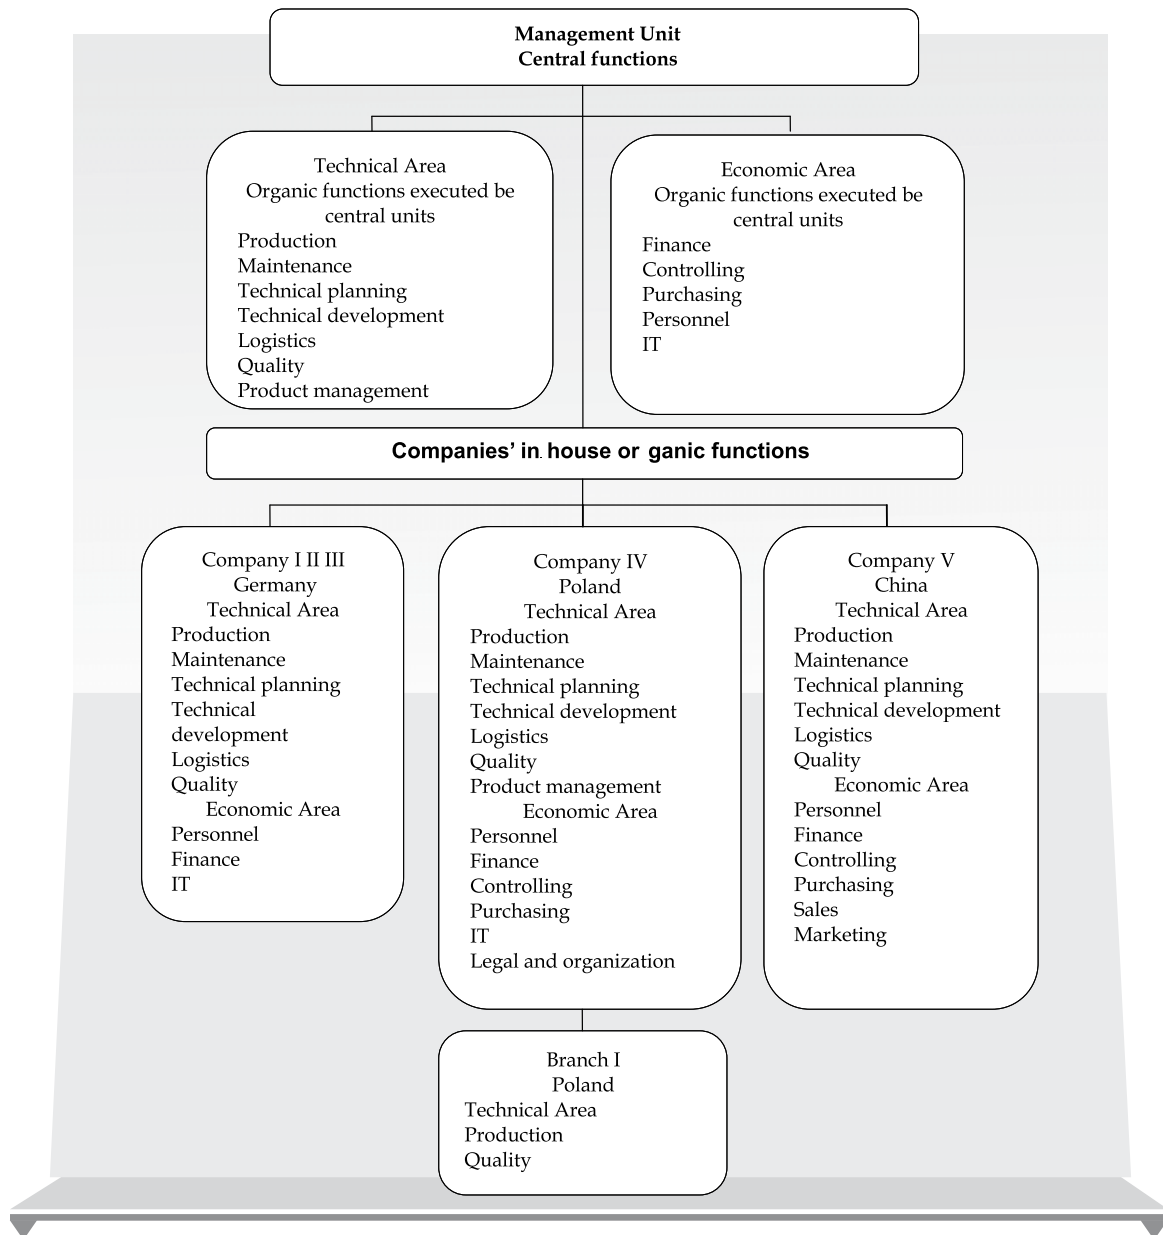 Management Unit
Central functions
Technical Area
Organic functions executed be
central units
Production
Maintenance
Technical planning
Technical development
Logistics
Quality
Product management
Economic Area
Organic functions executed be
central units
Finance
Controlling
Purchasing
Personnel
IT
Companies’ in. house or ganic functions
Company I II III
Germany
Technical Area
Production
Maintenance
Technical planning
Technical
development
Logistics
Quality
Economic Area
Personnel
Finance
IT
Company IV
Poland
Technical Area
Production
Maintenance
Technical planning
Technical development
Logistics
Quality
Product management
Economic Area
Personnel
Finance
Controlling
Purchasing
IT
Legal and organization
Company V
China
Technical Area
Production
Maintenance
Technical planning
Technical development
Logistics
Quality
Economic Area
Personnel
Finance
Controlling
Purchasing
Sales
Marketing
Branch I
Poland
Technical Area
Production
Quality